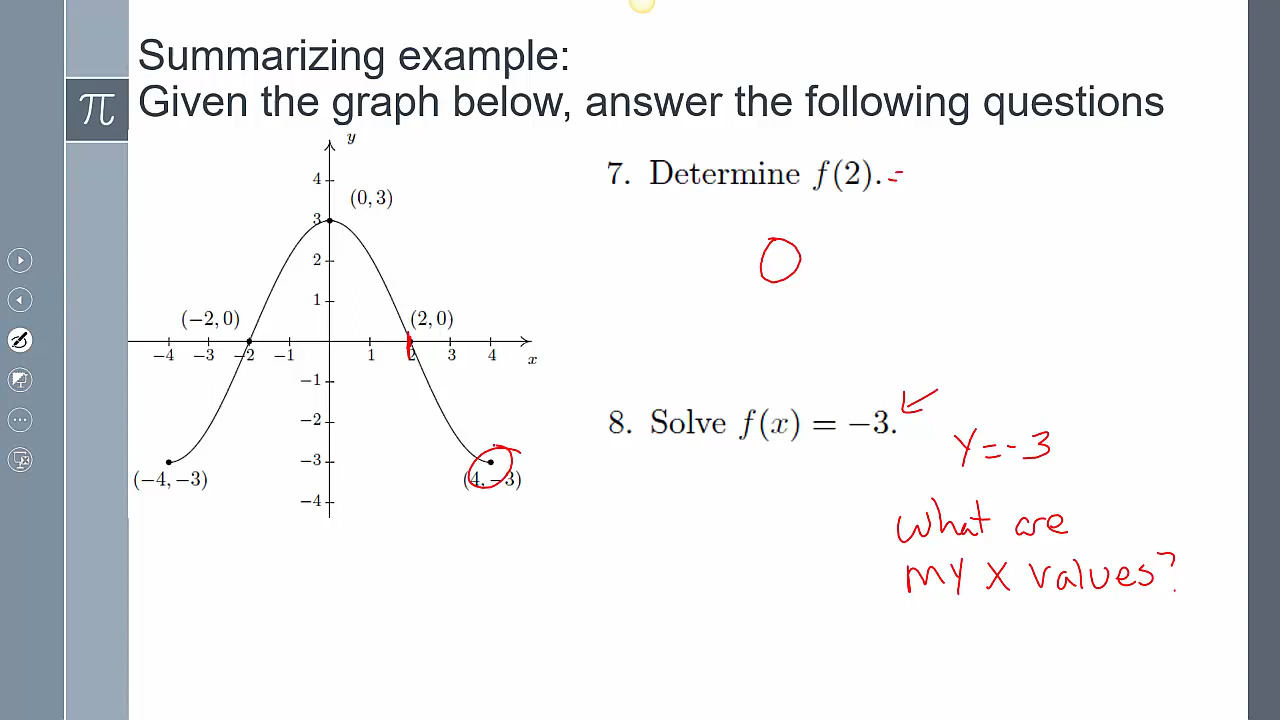 Summarizing example:
π Given the graph below, answer the following questions
y
4
(0, 3)
3
2
1
(−2, 0)
(2, 0)
−4 −3 −2 −1 1 2 3 4 x
−1
−2
−3
(−4, −3)
(4, −3)
−4
7. Determine f(2). =
0
8. Solve f(x) = −3.
Y = -3
What are
my x values?